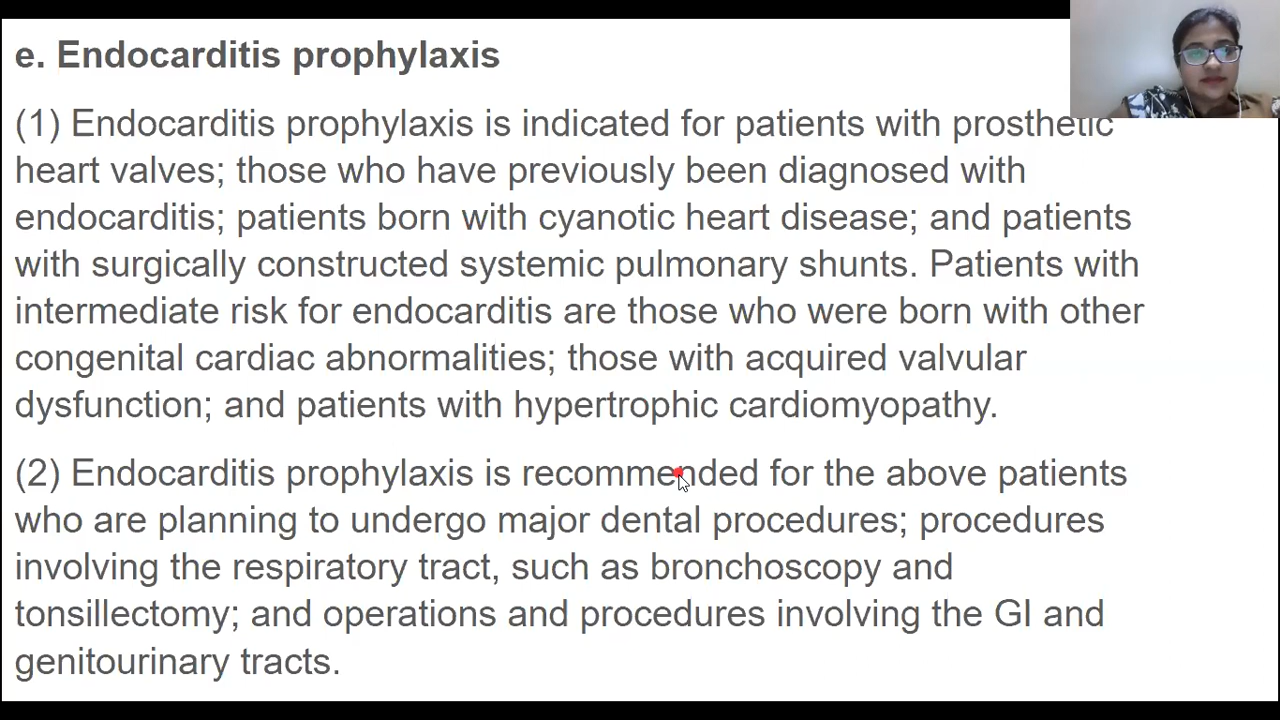 e. Endocarditis prophylaxis
(1) Endocarditis prophylaxis is indicated for patients with prosthetic
heart valves; those who have previously been diagnosed with
endocarditis; patients born with cyanotic heart disease; and patients
with surgically constructed systemic pulmonary shunts. Patients with
intermediate risk for endocarditis are those who were born with other
congenital cardiac abnormalities; those with acquired valvular
dysfunction; and patients with hypertrophic cardiomyopathy.
(2) Endocarditis prophylaxis is recommended for the above patients
who are planning to undergo major dental procedures; procedures
involving the respiratory tract, such as bronchoscopy and
tonsillectomy; and operations and procedures involving the GI and
genitourinary tracts.